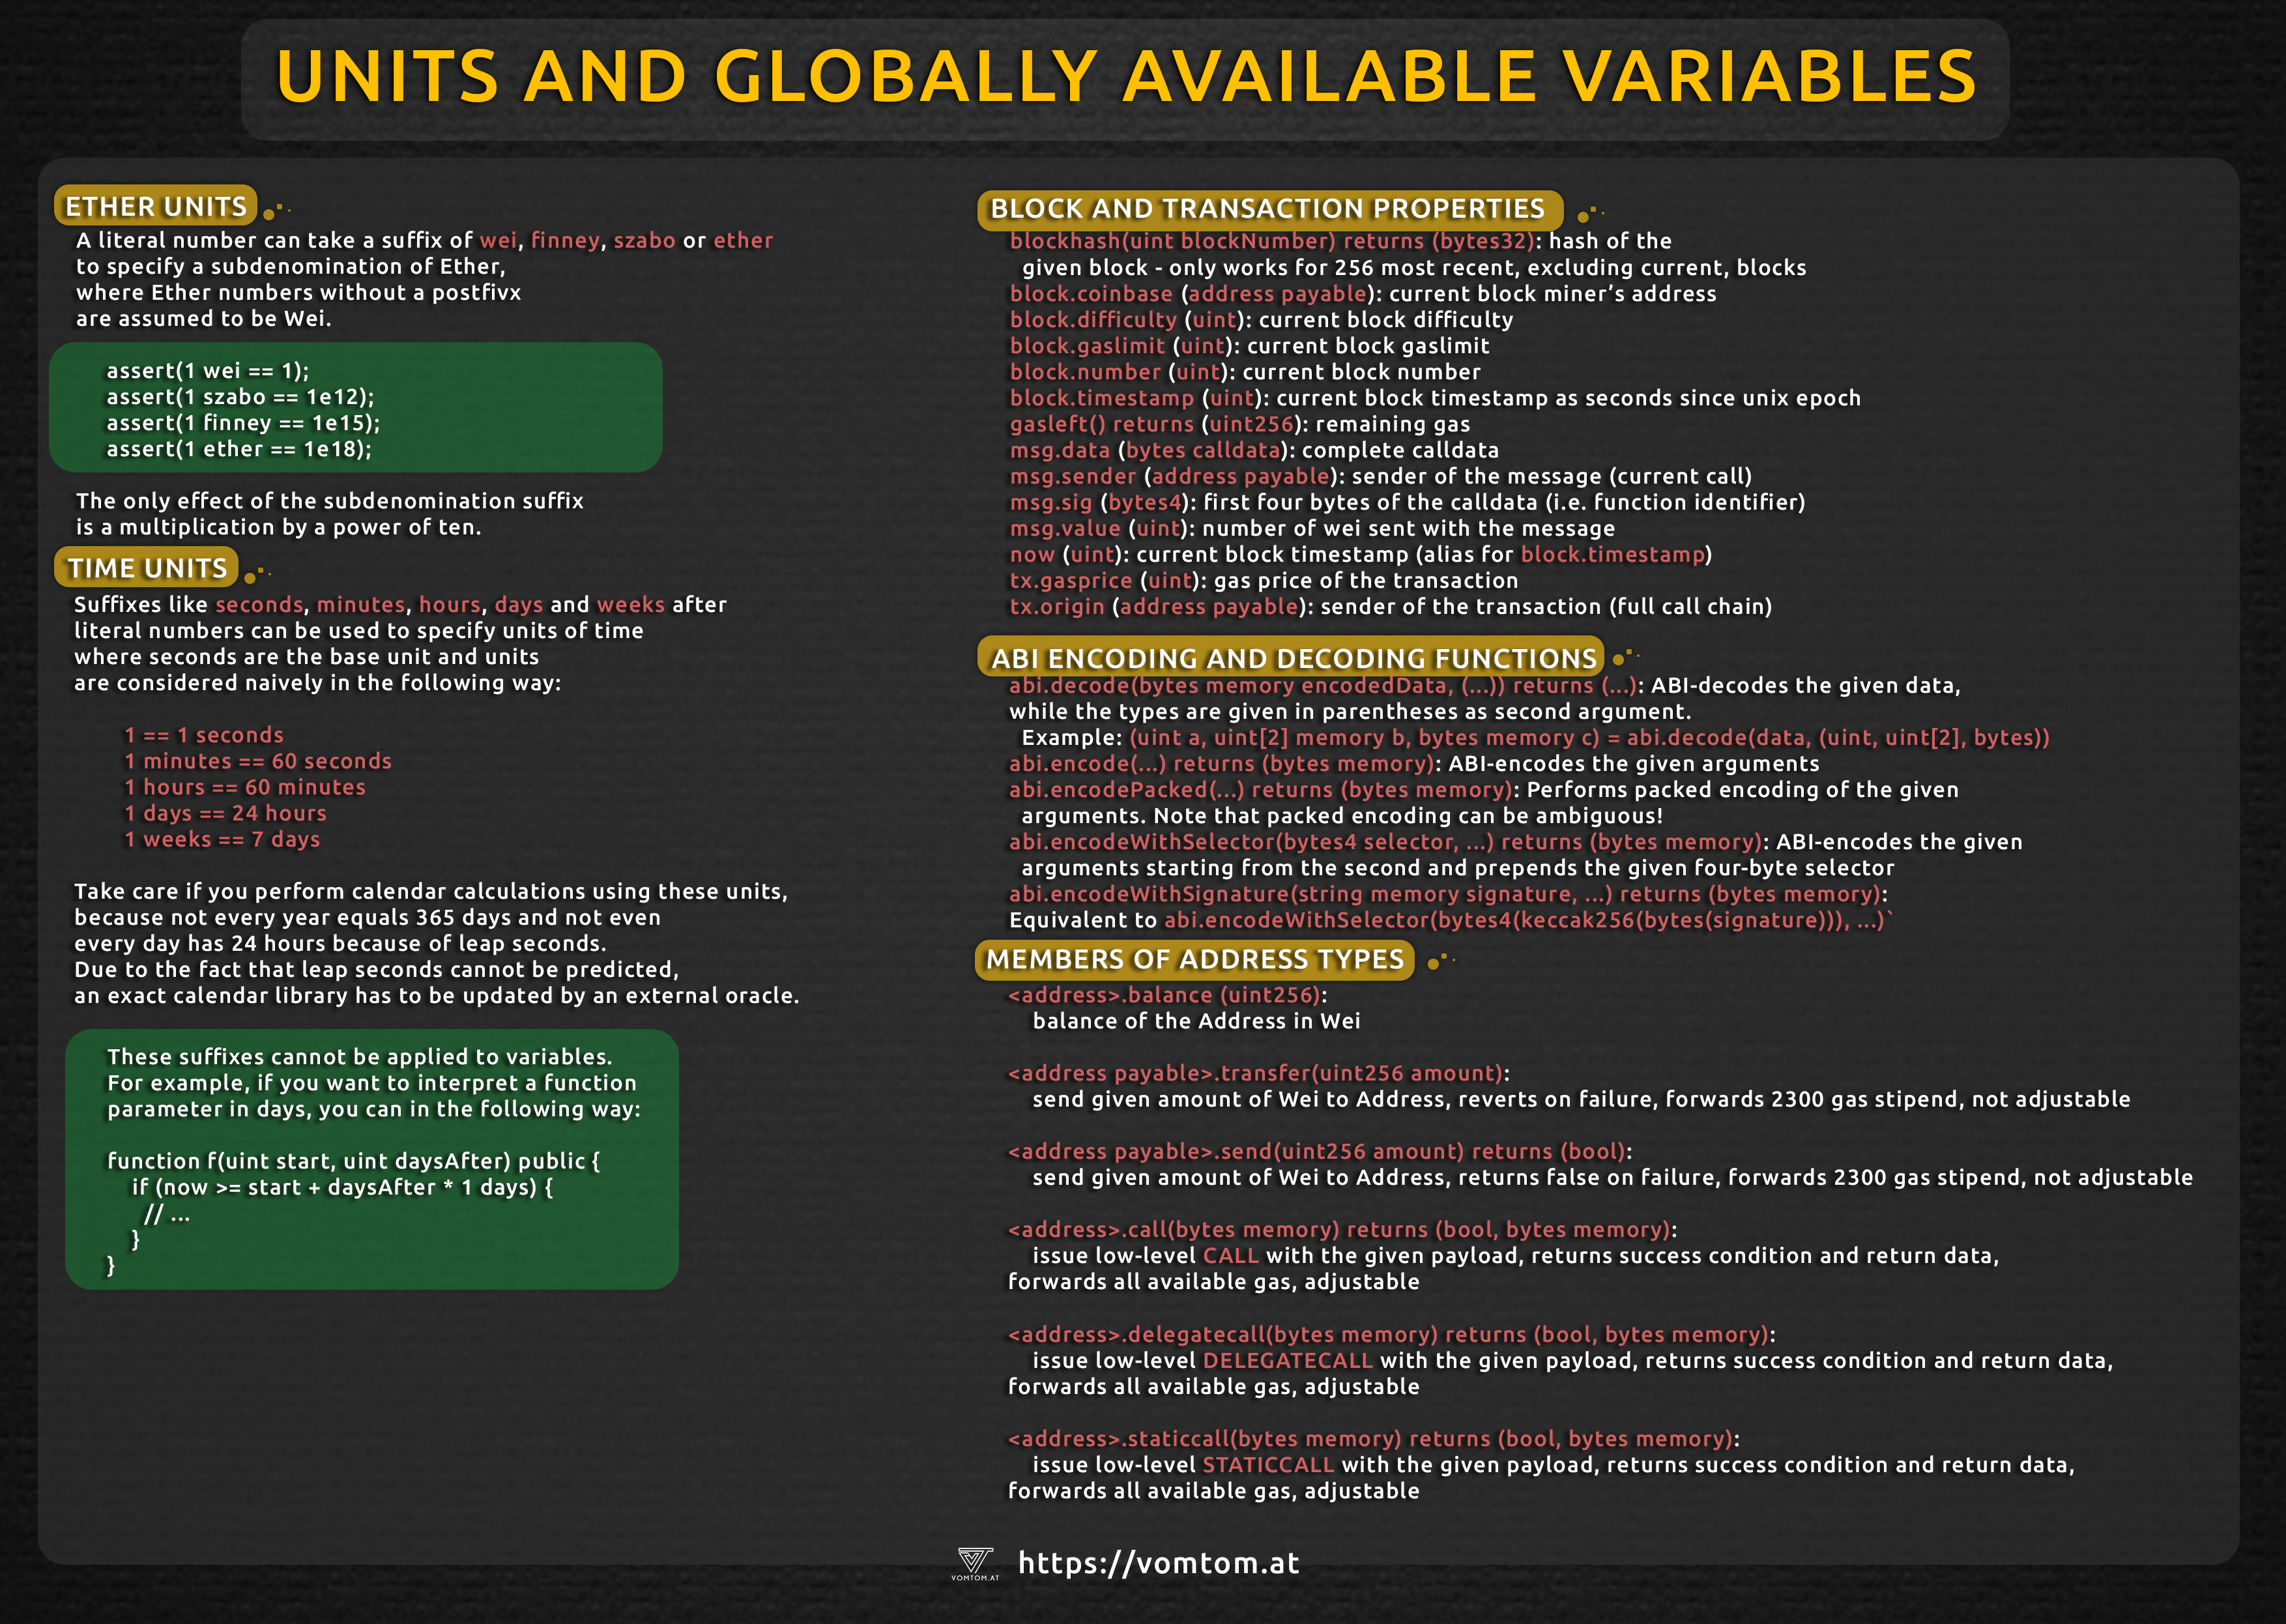 UNITS AND GLOBALLY AVAILABLE VARIABLES
ETHER UNITS
A literal number can take a suffix of wei, finney, szabo or ether
to specify a subdenomination of Ether,
where Ether numbers without a postfivx
are assumed to be Wei.
assert(1 wei == 1);
assert(1 szabo == 1e12);
assert(1 finney == 1e15);
assert(1 ether == 1e18);
The only effect of the subdenomination suffix
is a multiplication by a power of ten.
TIME UNITS
Suffixes like seconds, minutes, hours, days and weeks after
literal numbers can be used to specify units of time
where seconds are the base unit and units
are considered naively in the following way:
1 == 1 seconds
1 minutes == 60 seconds
1 hours == 60 minutes
1 days == 24 hours
1 weeks == 7 days
Take care if you perform calendar calculations using these units,
because not every year equals 365 days and not even
every day has 24 hours because of leap seconds.
Due to the fact that leap seconds cannot be predicted,
an exact calendar library has to be updated by an external oracle.
These suffixes cannot be applied to variables.
For example, if you want to interpret a function
parameter in days, you can in the following way:
function f(uint start, uint daysAfter) public {
if (now >= start + daysAfter * 1 days) {
// ...
}
}
BLOCK AND TRANSACTION PROPERTIES
blockhash(uint blockNumber) returns (bytes32): hash of the
given block - only works for 256 most recent, excluding current, blocks
block.coinbase (address payable): current block miner's address
block.difficulty (uint): current block difficulty
block.gaslimit (uint): current block gaslimit
block.number (uint): current block number
block.timestamp (uint): current block timestamp as seconds since unix epoch
gasleft() returns (uint256): remaining gas
msg.data (bytes calldata): complete calldata
msg.sender (address payable): sender of the message (current call)
msg.sig (bytes4): first four bytes of the calldata (i.e. function identifier)
msg.value (uint): number of wei sent with the message
now (uint): current block timestamp (alias for block.timestamp)
tx.gasprice (uint): gas price of the transaction
tx.origin (address payable): sender of the transaction (full call chain)
ABI ENCODING AND DECODING FUNCTIONS
abi.decode(bytes memory encodedData, (...)) returns (...): ABI-decodes the given data,
while the types are given in parentheses as second argument.
Example: (uint a, uint[2] memory b, bytes memory c) = abi.decode(data, (uint, uint[2], bytes))
abi.encode(...) returns (bytes memory): ABI-encodes the given arguments
abi.encodePacked(...) returns (bytes memory): Performs packed encoding of the given
arguments. Note that packed encoding can be ambiguous!
abi.encodeWithSelector(bytes4 selector, ...) returns (bytes memory): ABI-encodes the given
arguments starting from the second and prepends the given four-byte selector
abi.encodeWithSignature(string memory signature, ...) returns (bytes memory):
Equivalent to abi.encodeWithSelector(bytes4(keccak256(bytes(signature))), ...)`
MEMBERS OF ADDRESS TYPES
<address>.balance (uint256):
balance of the Address in Wei
<address payable>.transfer(uint256 amount):
send given amount of Wei to Address, reverts on failure, forwards 2300 gas stipend, not adjustable
<address payable>.send(uint256 amount) returns (bool):
send given amount of Wei to Address, returns false on failure, forwards 2300 gas stipend, not adjustable
<address>.call(bytes memory) returns (bool, bytes memory):
issue low-level CALL with the given payload, returns success condition and return data,
forwards all available gas, adjustable
<address>.delegatecall(bytes memory) returns (bool, bytes memory):
issue low-level DELEGATECALL with the given payload, returns success condition and return data,
forwards all available gas, adjustable
<address>.staticcall(bytes memory) returns (bool, bytes memory):
issue low-level STATICCALL with the given payload, returns success condition and return data,
forwards all available gas, adjustable
VOMTOM.AT
https://vomtom.at